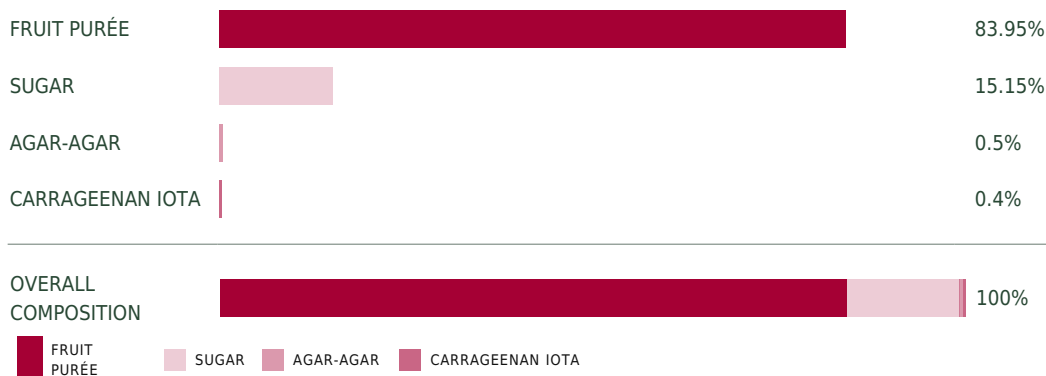 FRUIT PURÉE 83.95%
SUGAR 15.15%
AGAR-AGAR 0.5%
CARRAGEENAN IOTA 0.4%
OVERALL
COMPOSITION
100%
FRUIT
PURÉE
SUGAR AGAR-AGAR CARRAGEENAN IOTA